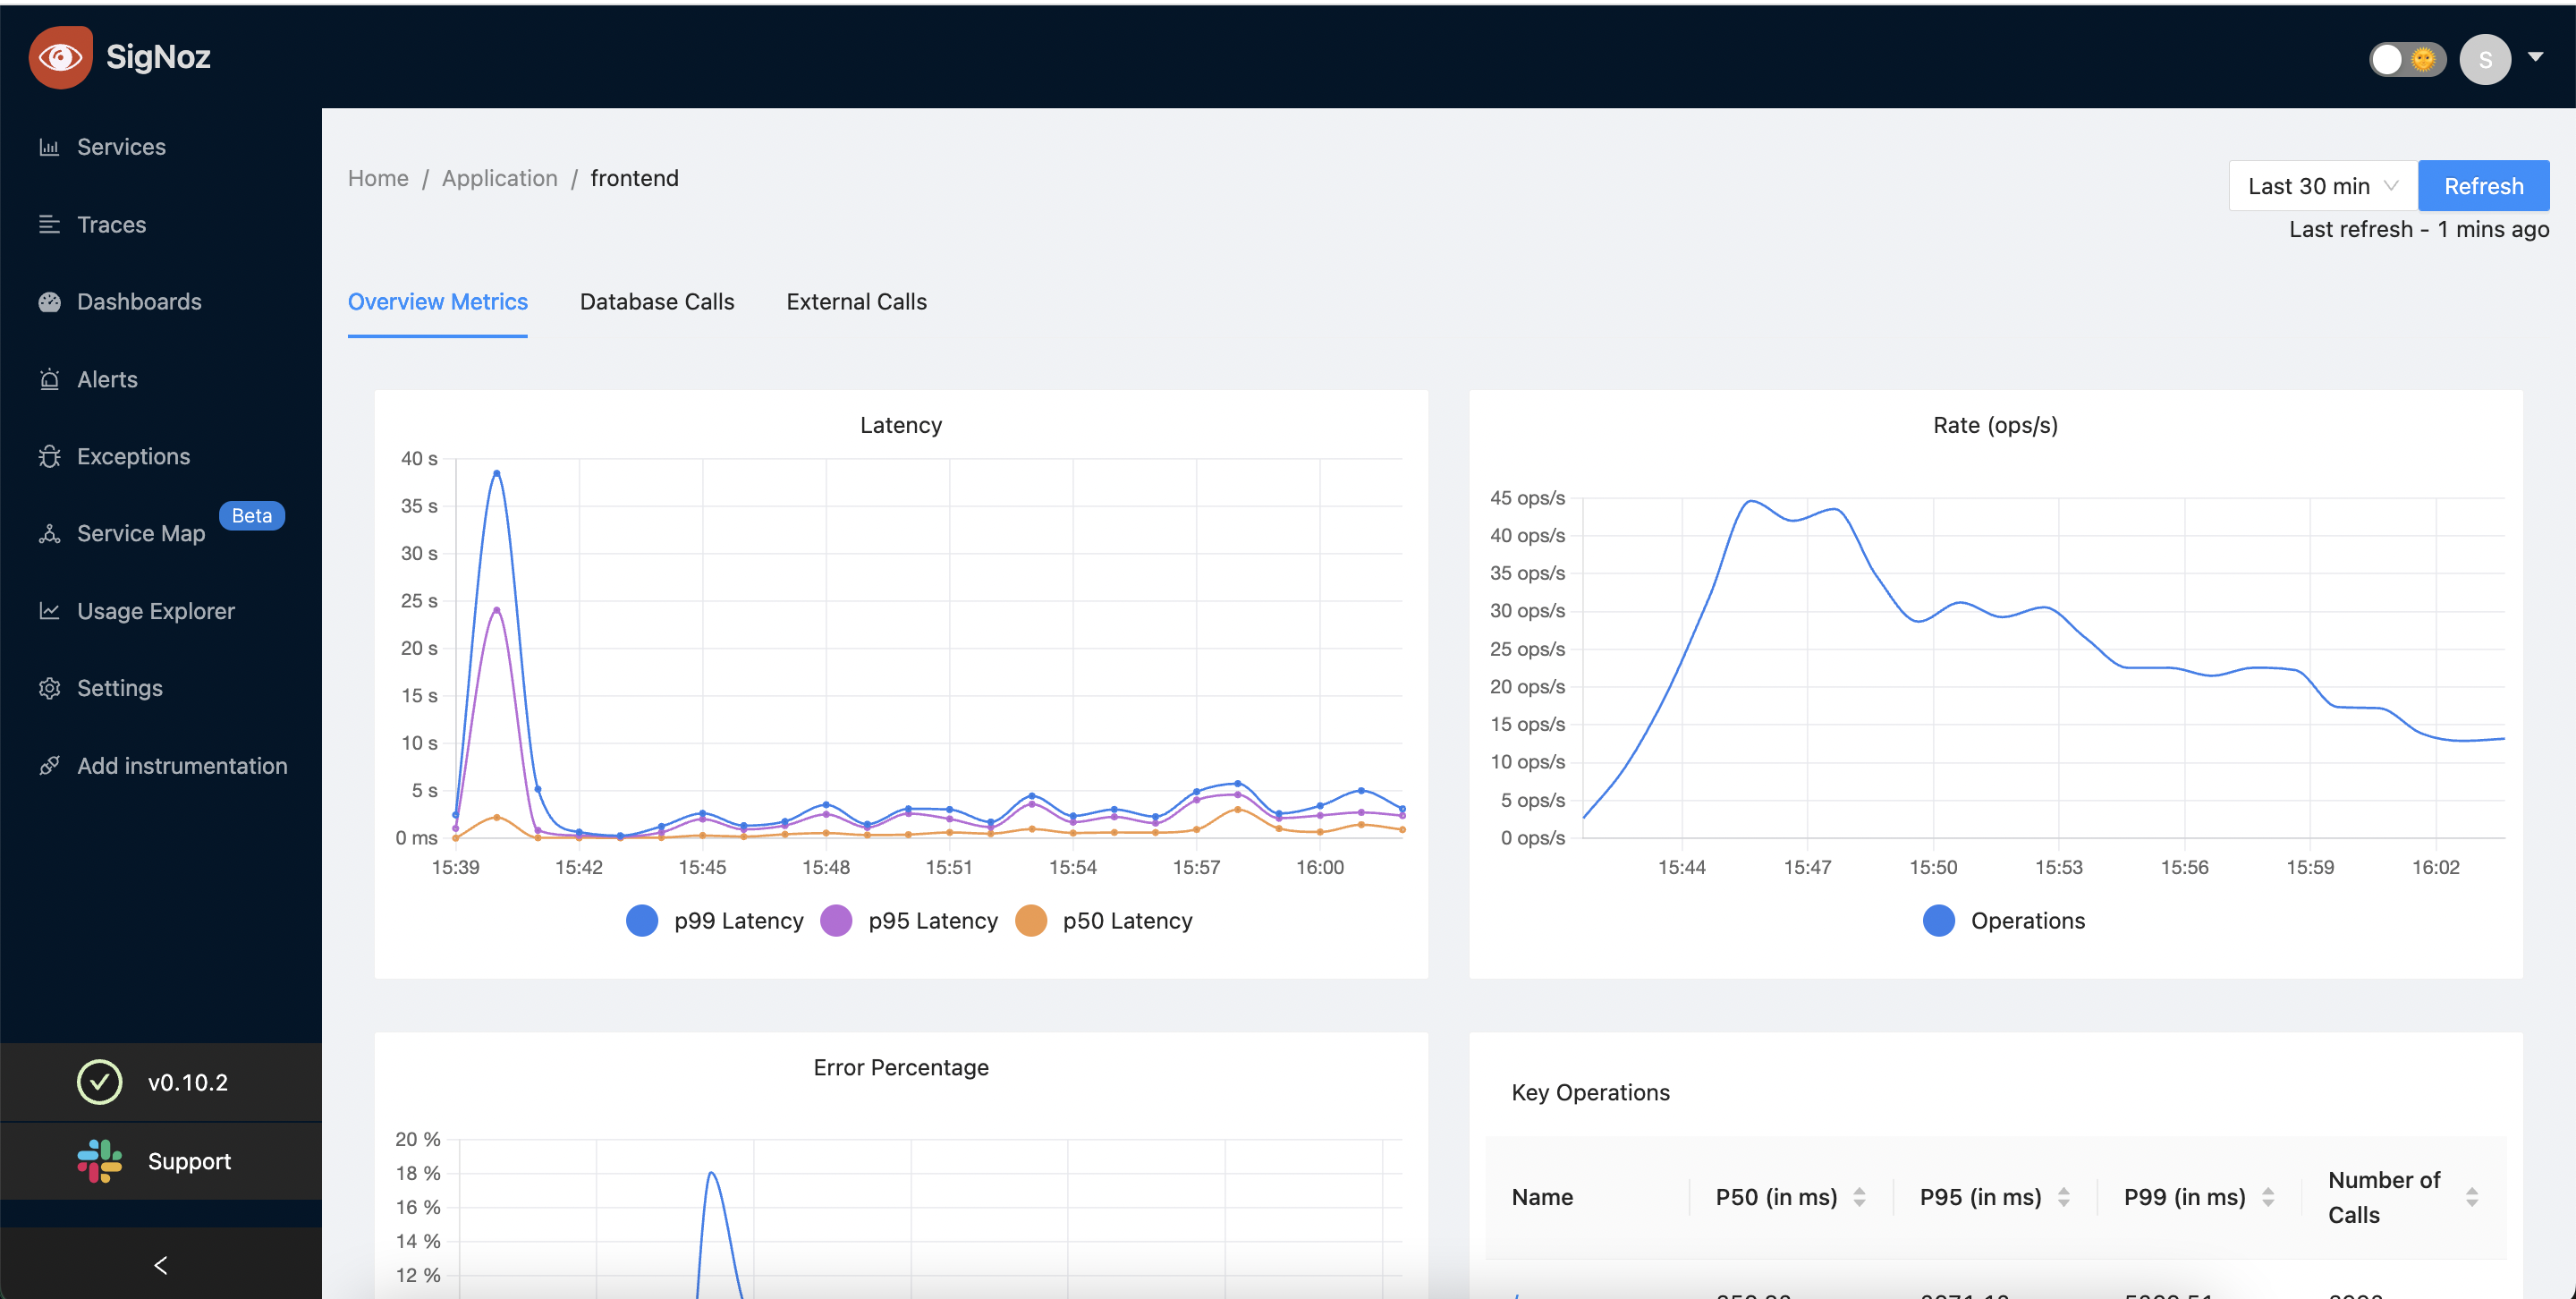 SigNoz
S
Services
Traces
Dashboards
Alerts
Exceptions
Service Map
Beta
Usage Explorer
Settings
Add instrumentation
v0.10.2
Support
Home / Application / frontend
Last 30 min
Refresh
Last refresh - 1 mins ago
Overview Metrics
Database Calls
External Calls
Latency
40 s
35 s
30 s
25 s
20 s
15 s
10 s
5 s
0 ms
15:39 15:42 15:45 15:48 15:51 15:54 15:57 16:00
p99 Latency p95 Latency p50 Latency
Rate (ops/s)
45 ops/s
40 ops/s
35 ops/s
30 ops/s
25 ops/s
20 ops/s
15 ops/s
10 ops/s
5 ops/s
0 ops/s
15:44 15:47 15:50 15:53 15:56 15:59 16:02
Operations
Error Percentage
20 %
18 %
16 %
14 %
12 %
Key Operations
Name P50 (in ms) P95 (in ms) P99 (in ms) Number of
Calls